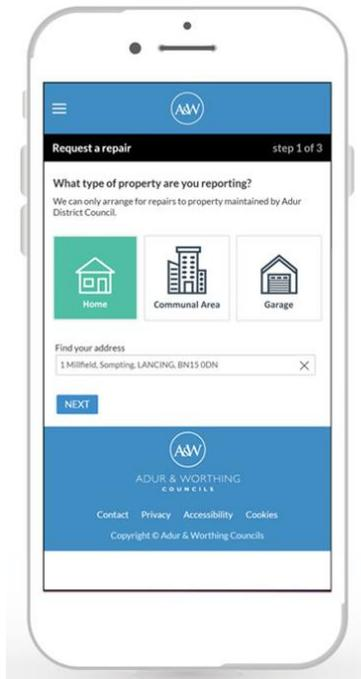 A&W
Request a repair step 1 of 3
What type of property are you reporting?
We can only arrange for repairs to property maintained by Adur
District Council.
Home Communal Area Garage
Find your address
1 Millfield, Sompting, LANCING, BN15 0DN
NEXT
A&W
ADUR & WORTHING
COUNCILS
Contact Privacy Accessibility Cookies
Copyright © Adur & Worthing Councils